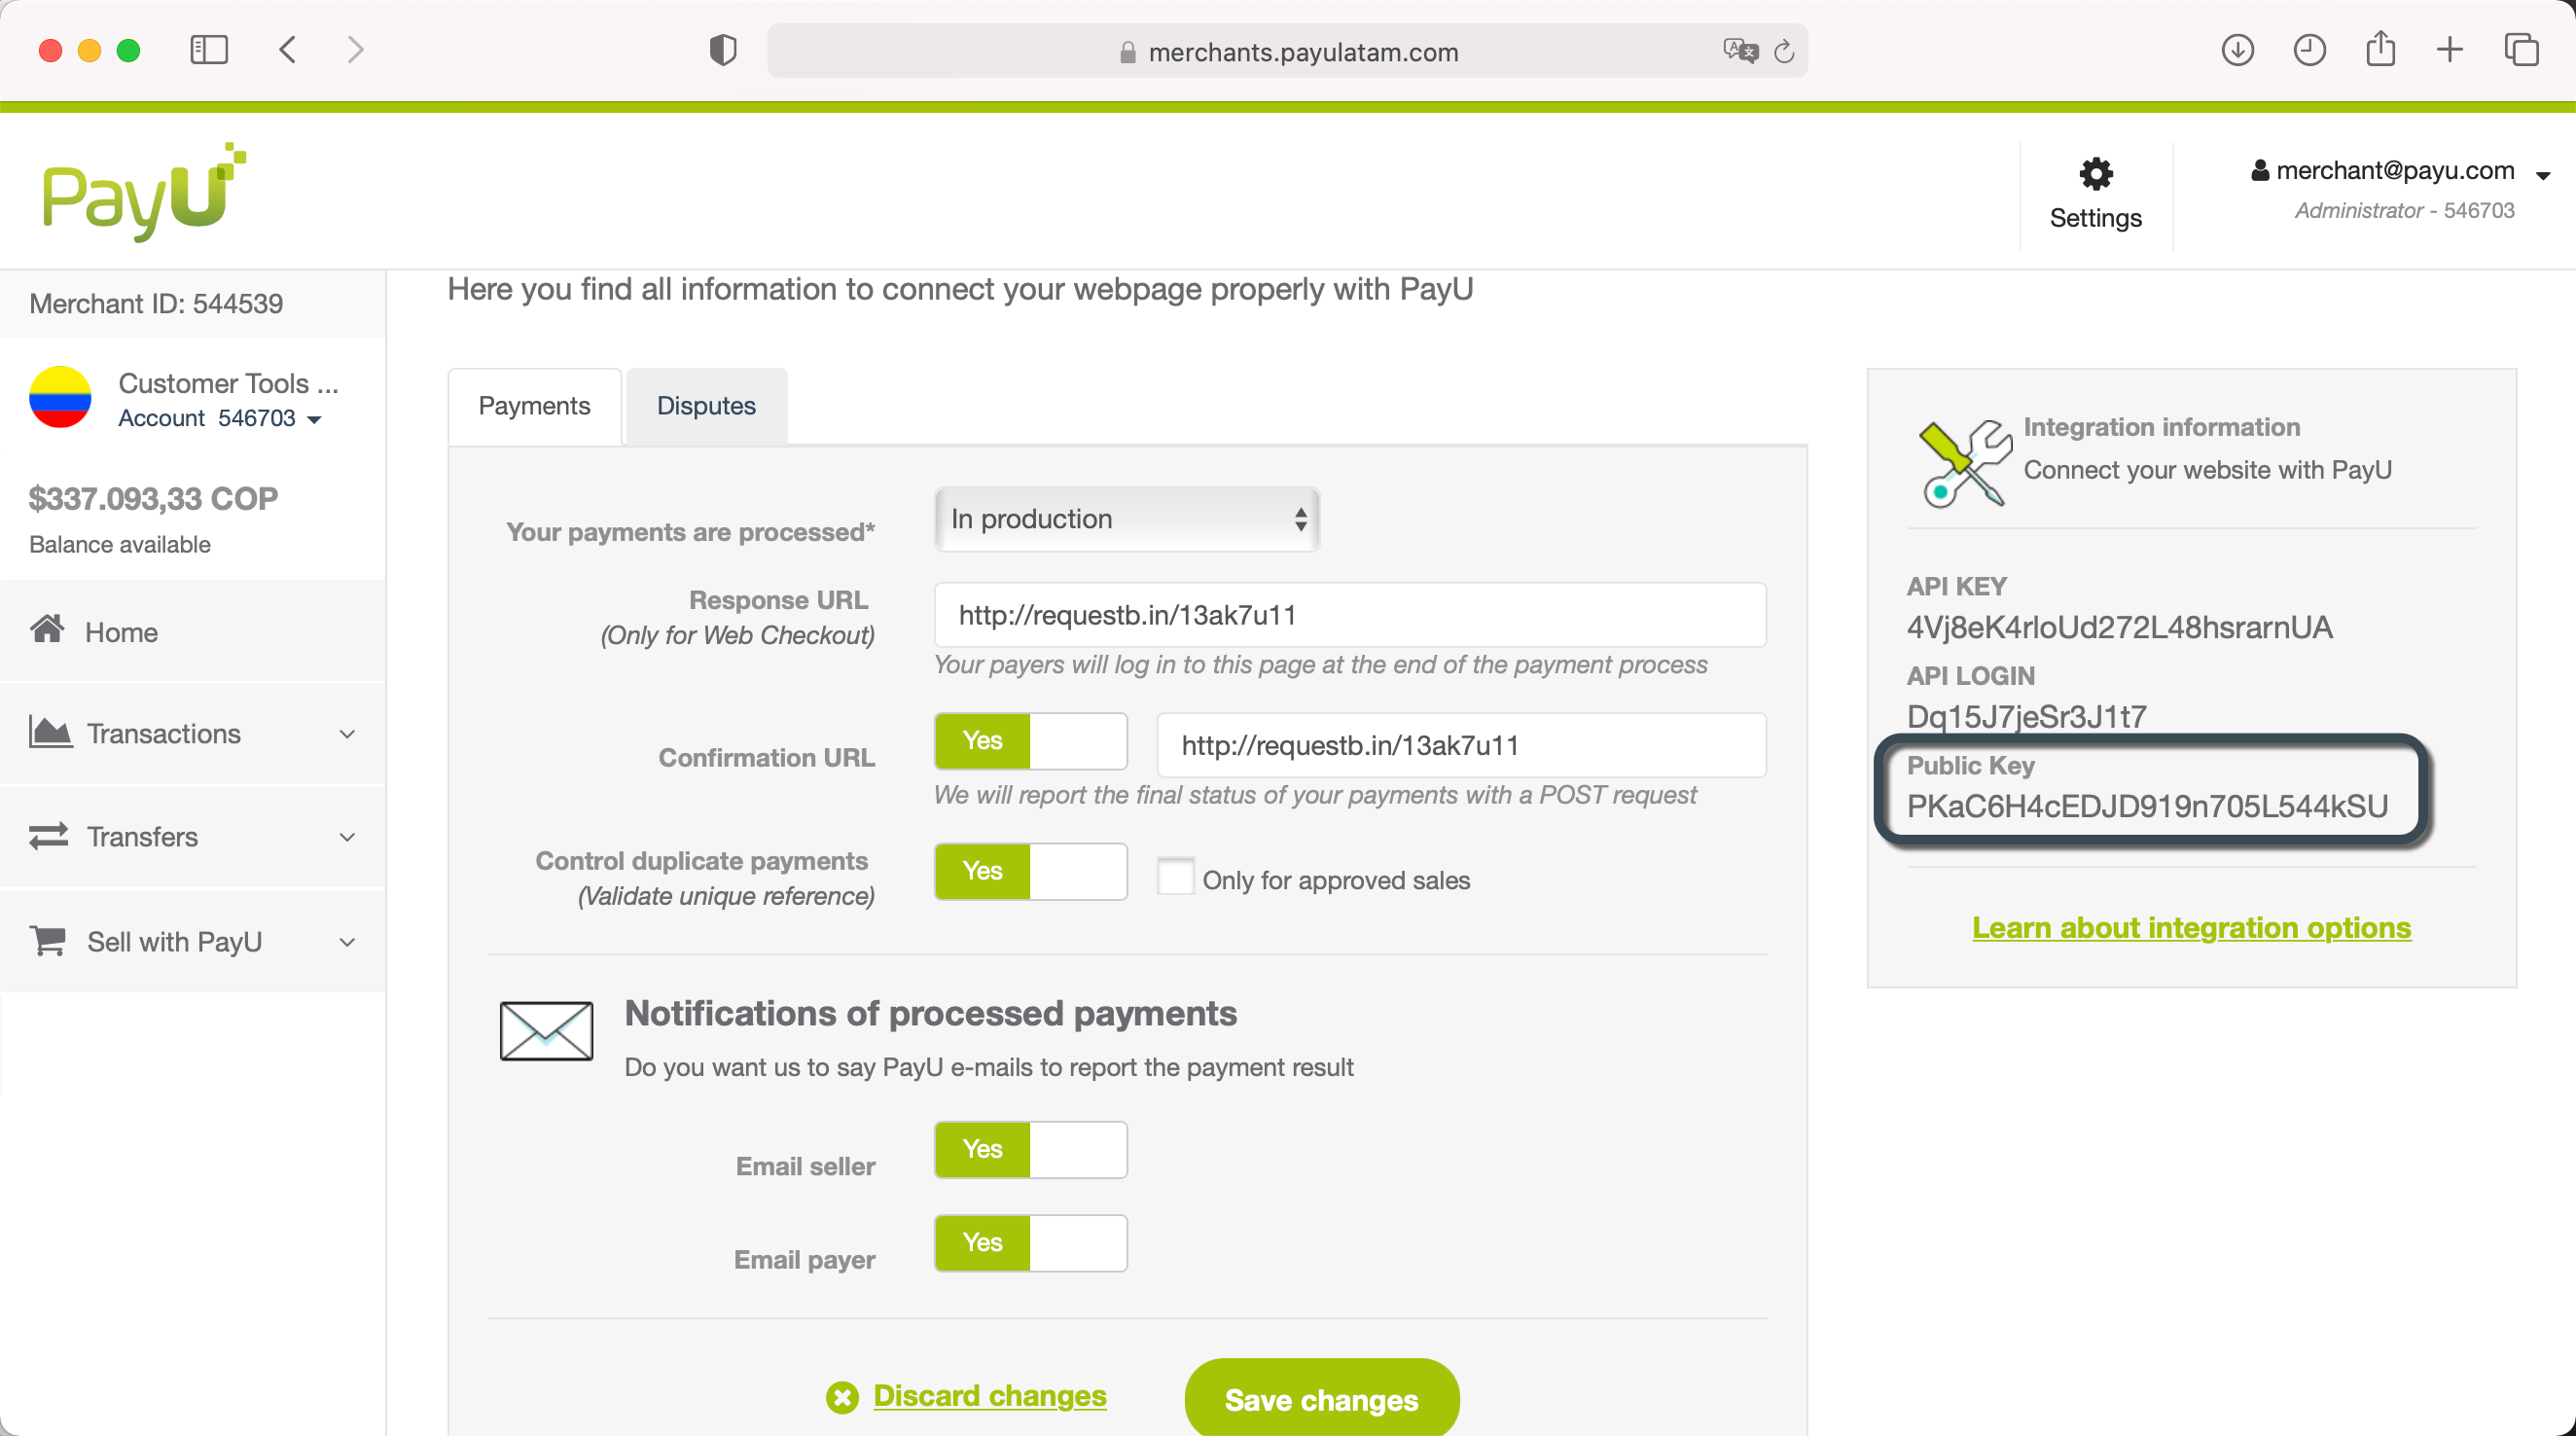 merchants.payulatam.com
PayU
Settings
merchant@payu.com
Administrator - 546703
Merchant ID: 544539
Customer Tools ...
Account 546703
$337.093,33 COP
Balance available
Home
Transactions
Transfers
Sell with PayU
Here you find all information to connect your webpage properly with PayU
Payments
Disputes
Your payments are processed*
In production
Response URL
(Only for Web Checkout)
http://requestb.in/13ak7u11
Your payers will log in to this page at the end of the payment process
Confirmation URL
Yes
http://requestb.in/13ak7u11
We will report the final status of your payments with a POST request
Control duplicate payments
(Validate unique reference)
Yes
Only for approved sales
Notifications of processed payments
Do you want us to say PayU e-mails to report the payment result
Email seller
Yes
Email payer
Yes
Discard changes
Save changes
Integration information
Connect your website with PayU
API KEY
4Vj8eK4rloUd272L48hsrarnUA
API LOGIN
Dq15J7jeSr3J1t7
Public Key
PKaC6H4cEDJD919n705L544kSU
Learn about integration options